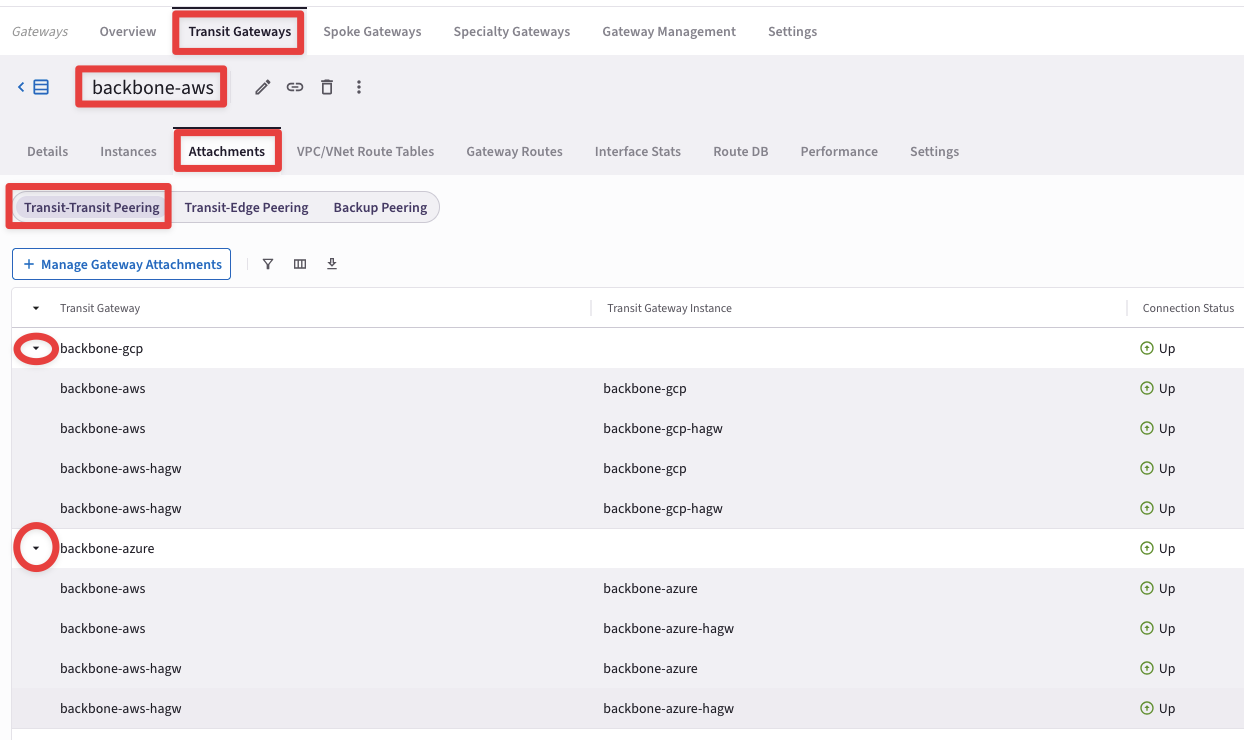 Gateways Overview Transit Gateways Spoke Gateways Specialty Gateways Gateway Management Settings
backbone-aws
Details Instances Attachments VPC/VNet Route Tables Gateway Routes Interface Stats Route DB Performance Settings
Transit-Transit Peering Transit-Edge Peering Backup Peering
+ Manage Gateway Attachments
Transit Gateway Transit Gateway Instance Connection Status
backbone-gcp Up
backbone-aws backbone-gcp Up
backbone-aws backbone-gcp-hagw Up
backbone-aws-hagw backbone-gcp Up
backbone-aws-hagw backbone-gcp-hagw Up
backbone-azure Up
backbone-aws backbone-azure Up
backbone-aws backbone-azure-hagw Up
backbone-aws-hagw backbone-azure Up
backbone-aws-hagw backbone-azure-hagw Up